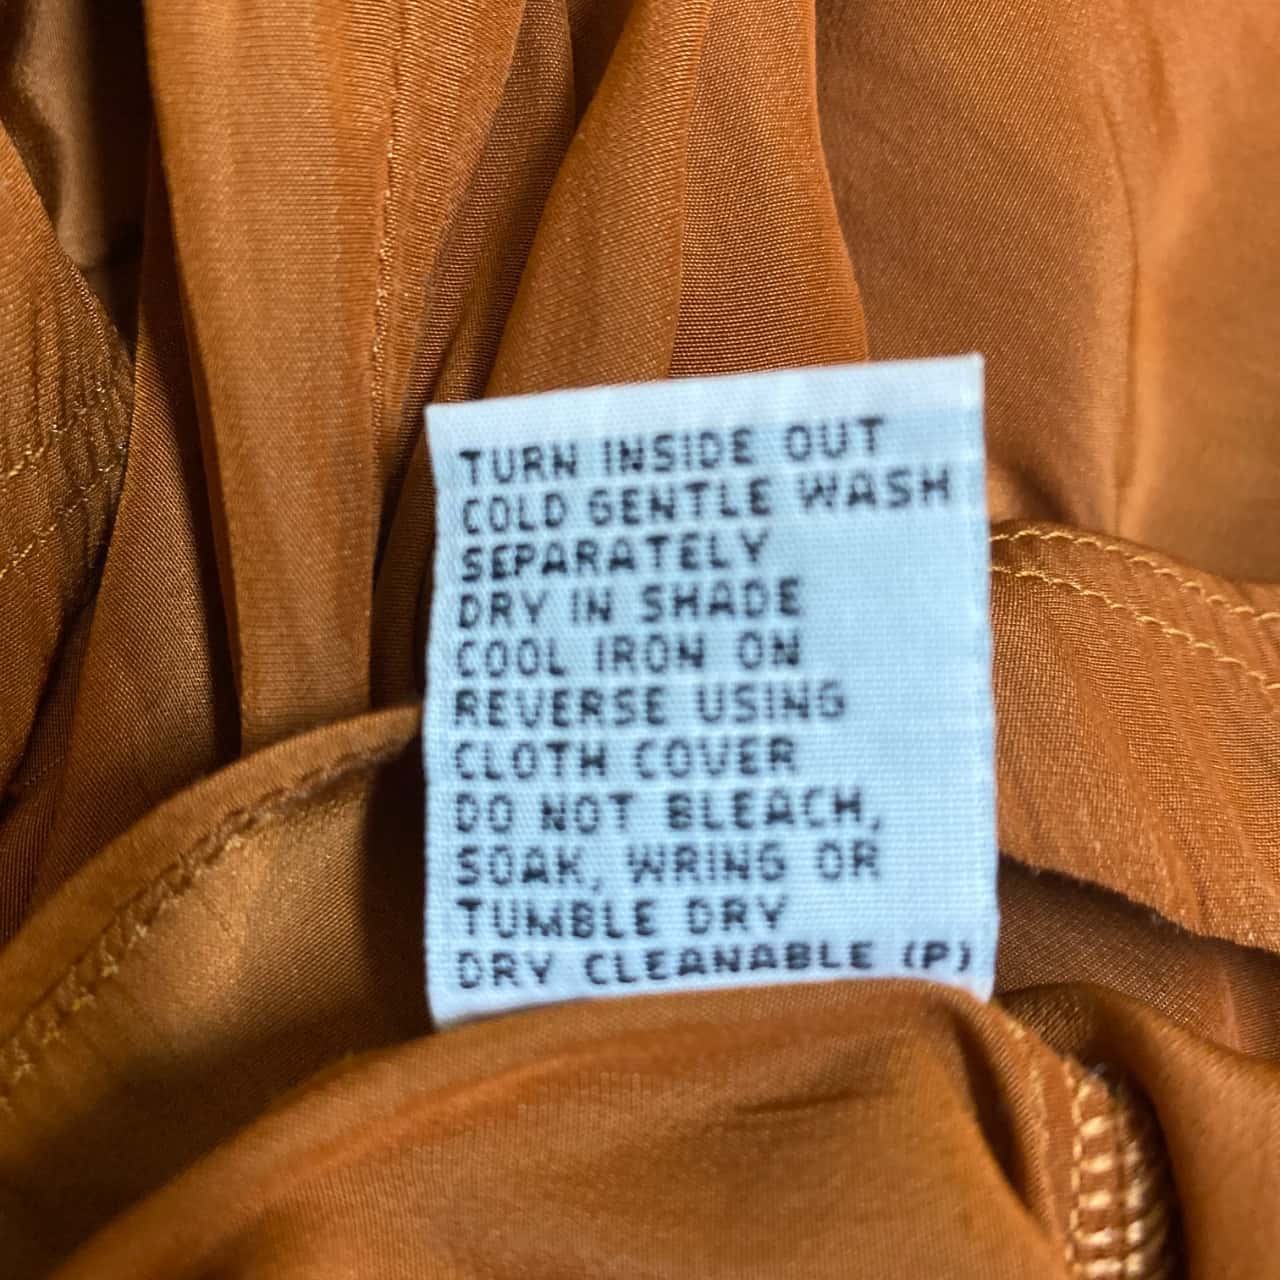 TURN INSIDE OUT
COLD GENTLE WASH
SEPARATELY
DRY IN SHADE
COOL IRON ON
REVERSE USING
CLOTH COVER
DO NOT BLEACH,
SOAK, WRING OR
TUMBLE DRY
DRY CLEANABLE (P)